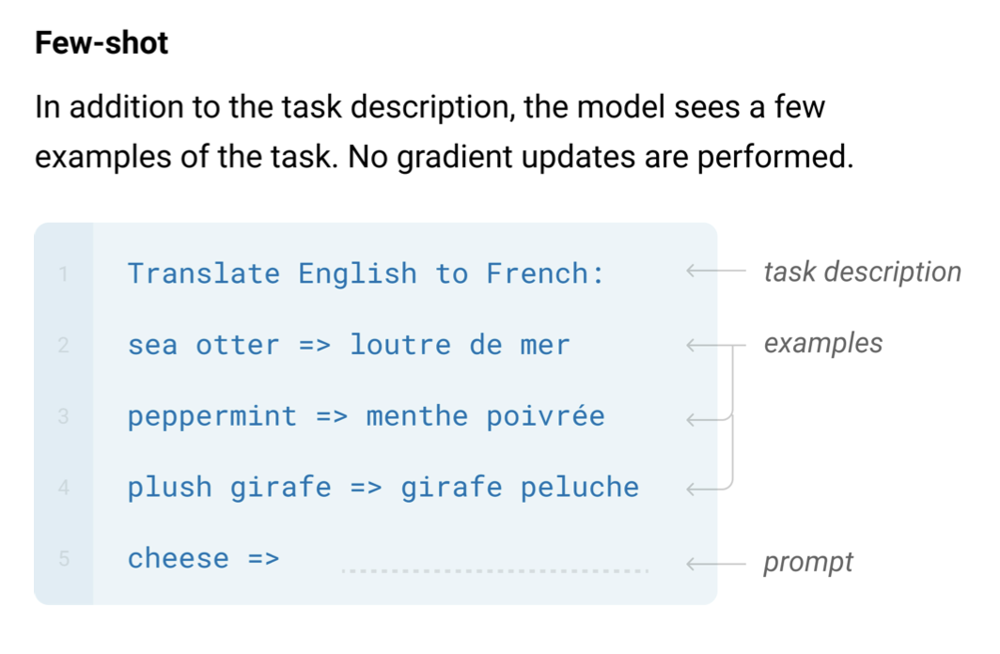 Few-shot
In addition to the task description, the model sees a few
examples of the task. No gradient updates are performed.
1 Translate English to French: task description
2 sea otter => loutre de mer examples
3 peppermint => menthe poivrée
4 plush girafe => girafe peluche
5 cheese => prompt